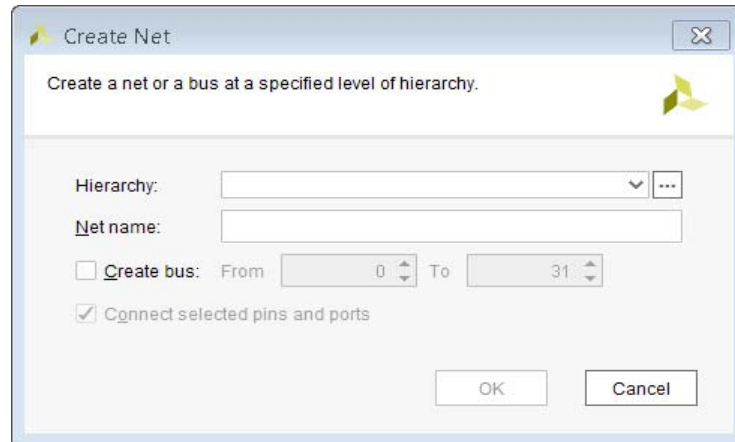 Create Net
Create a net or a bus at a specified level of hierarchy.
Hierarchy:
...
Net name:
Create bus: From 0 To 31
Connect selected pins and ports
OK Cancel